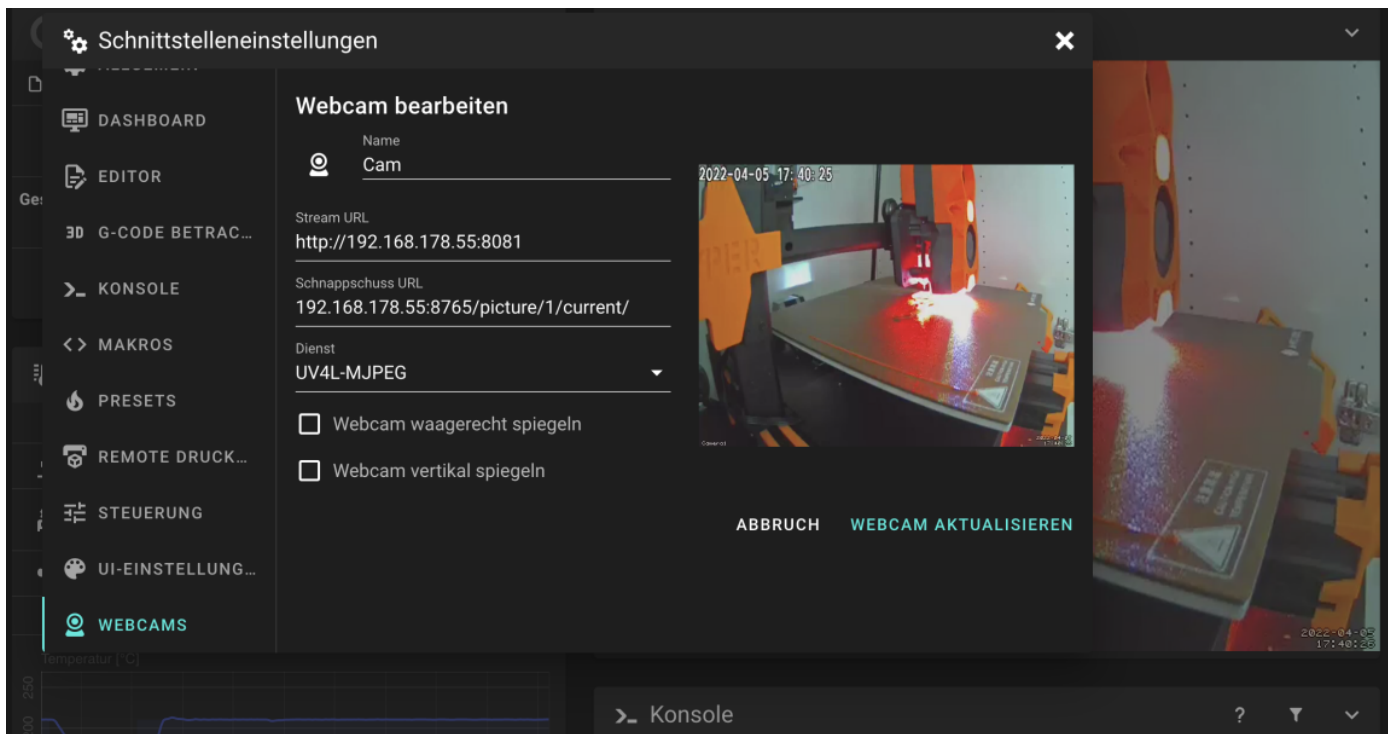 Schnittstelleneinstellungen
DASHBOARD
EDITOR
3D G-CODE BETRAC...
KONSOLE
MAKROS
PRESETS
REMOTE DRUCK...
STEUERUNG
UI-EINSTELLUNG...
WEBCAMS
Webcam bearbeiten
Name
Cam
Stream URL
http://192.168.178.55:8081
Schnappschuss URL
192.168.178.55:8765/picture/1/current/
Dienst
UV4L-MJPEG
Webcam waagerecht spiegeln
Webcam vertikal spiegeln
2022-04-05 17:40:25
ABBRUCH WEBCAM AKTUALISIEREN
2022-04-05
17:40:26
Temperatur [°C]
250
200
Konsole
?